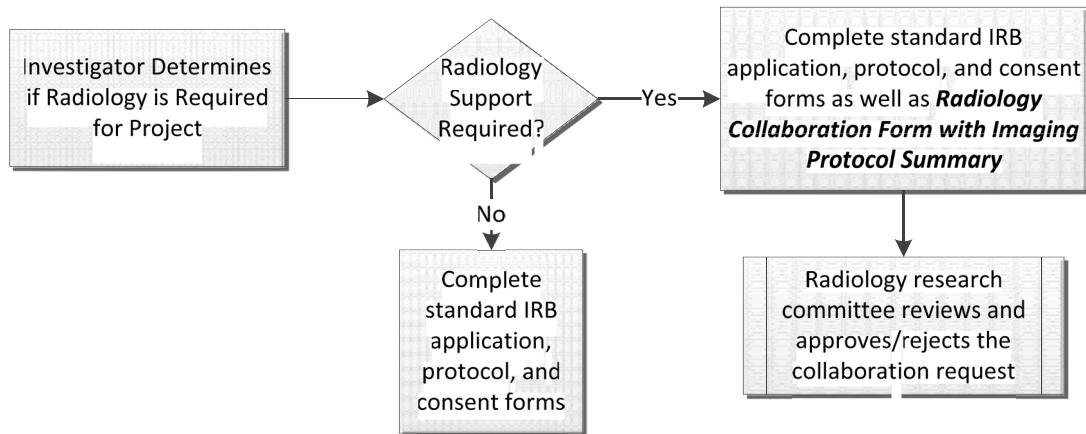 Investigator Determines
if Radiology is Required
for Project
Radiology
Support
Required?
Yes
Complete standard IRB
application, protocol, and consent
forms as well as Radiology
Collaboration Form with Imaging
Protocol Summary
No
Complete
standard IRB
application,
protocol, and
consent forms
Radiology research
committee reviews and
approves/rejects the
collaboration request